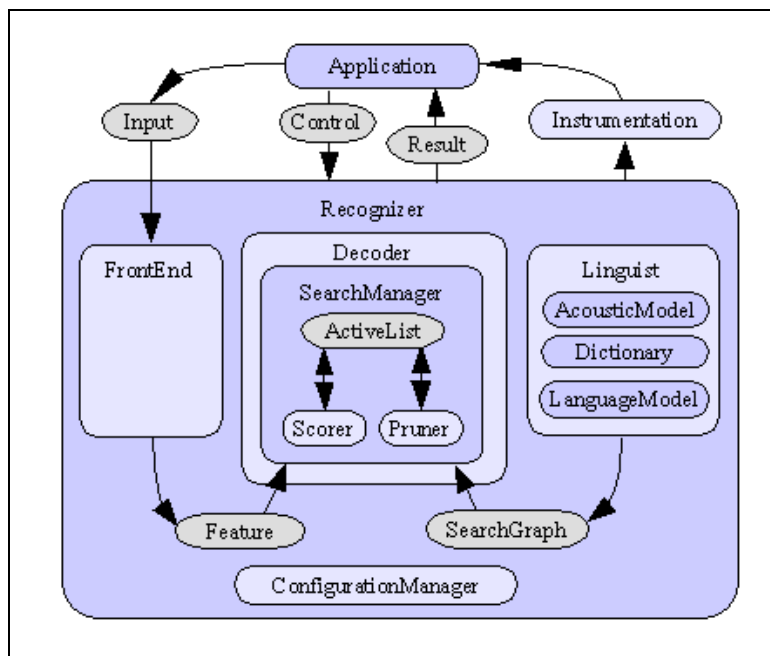 Application
Input
Control
Result
Instrumentation
Recognizer
FrontEnd
Decoder
SearchManager
ActiveList
Scorer
Pruner
Linguist
AcousticModel
Dictionary
LanguageModel
Feature
SearchGraph
ConfigurationManager